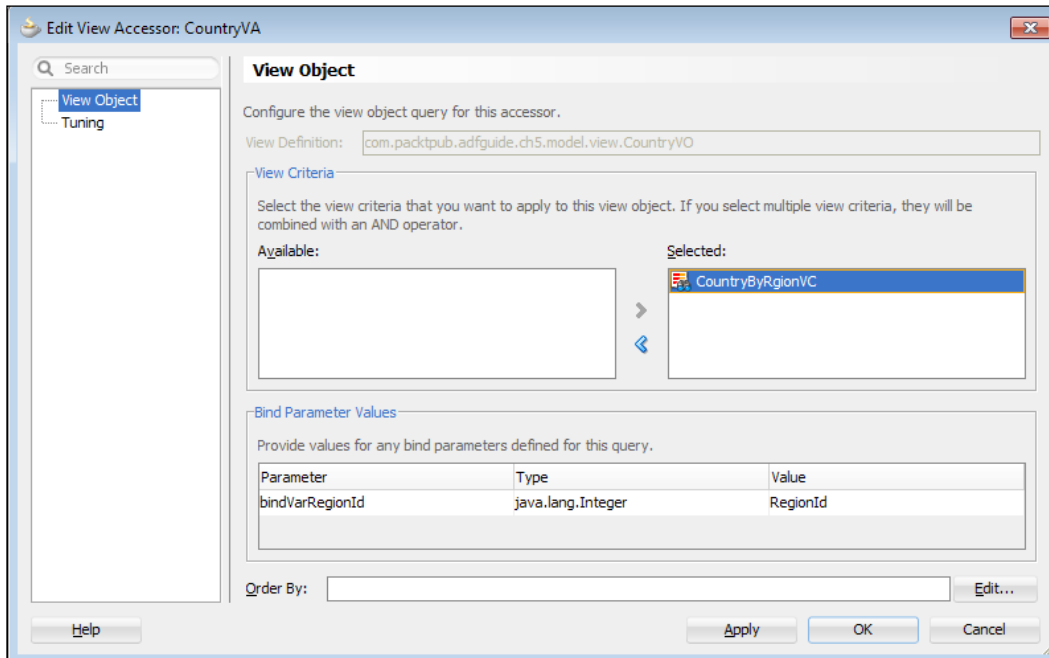 Edit View Accessor: CountryVA
Search
View Object
Tuning
View Object
Configure the view object query for this accessor.
View Definition: com.packtpub.adfguide.ch5.model.view.CountryVO
View Criteria
Select the view criteria that you want to apply to this view object. If you select multiple view criteria, they will be
combined with an AND operator.
Available: Selected:
CountryByRgionVC
Bind Parameter Values
Provide values for any bind parameters defined for this query.
Parameter Type Value
bindVarRegionId java.lang.Integer RegionId
Order By: Edit...
Help Apply OK Cancel